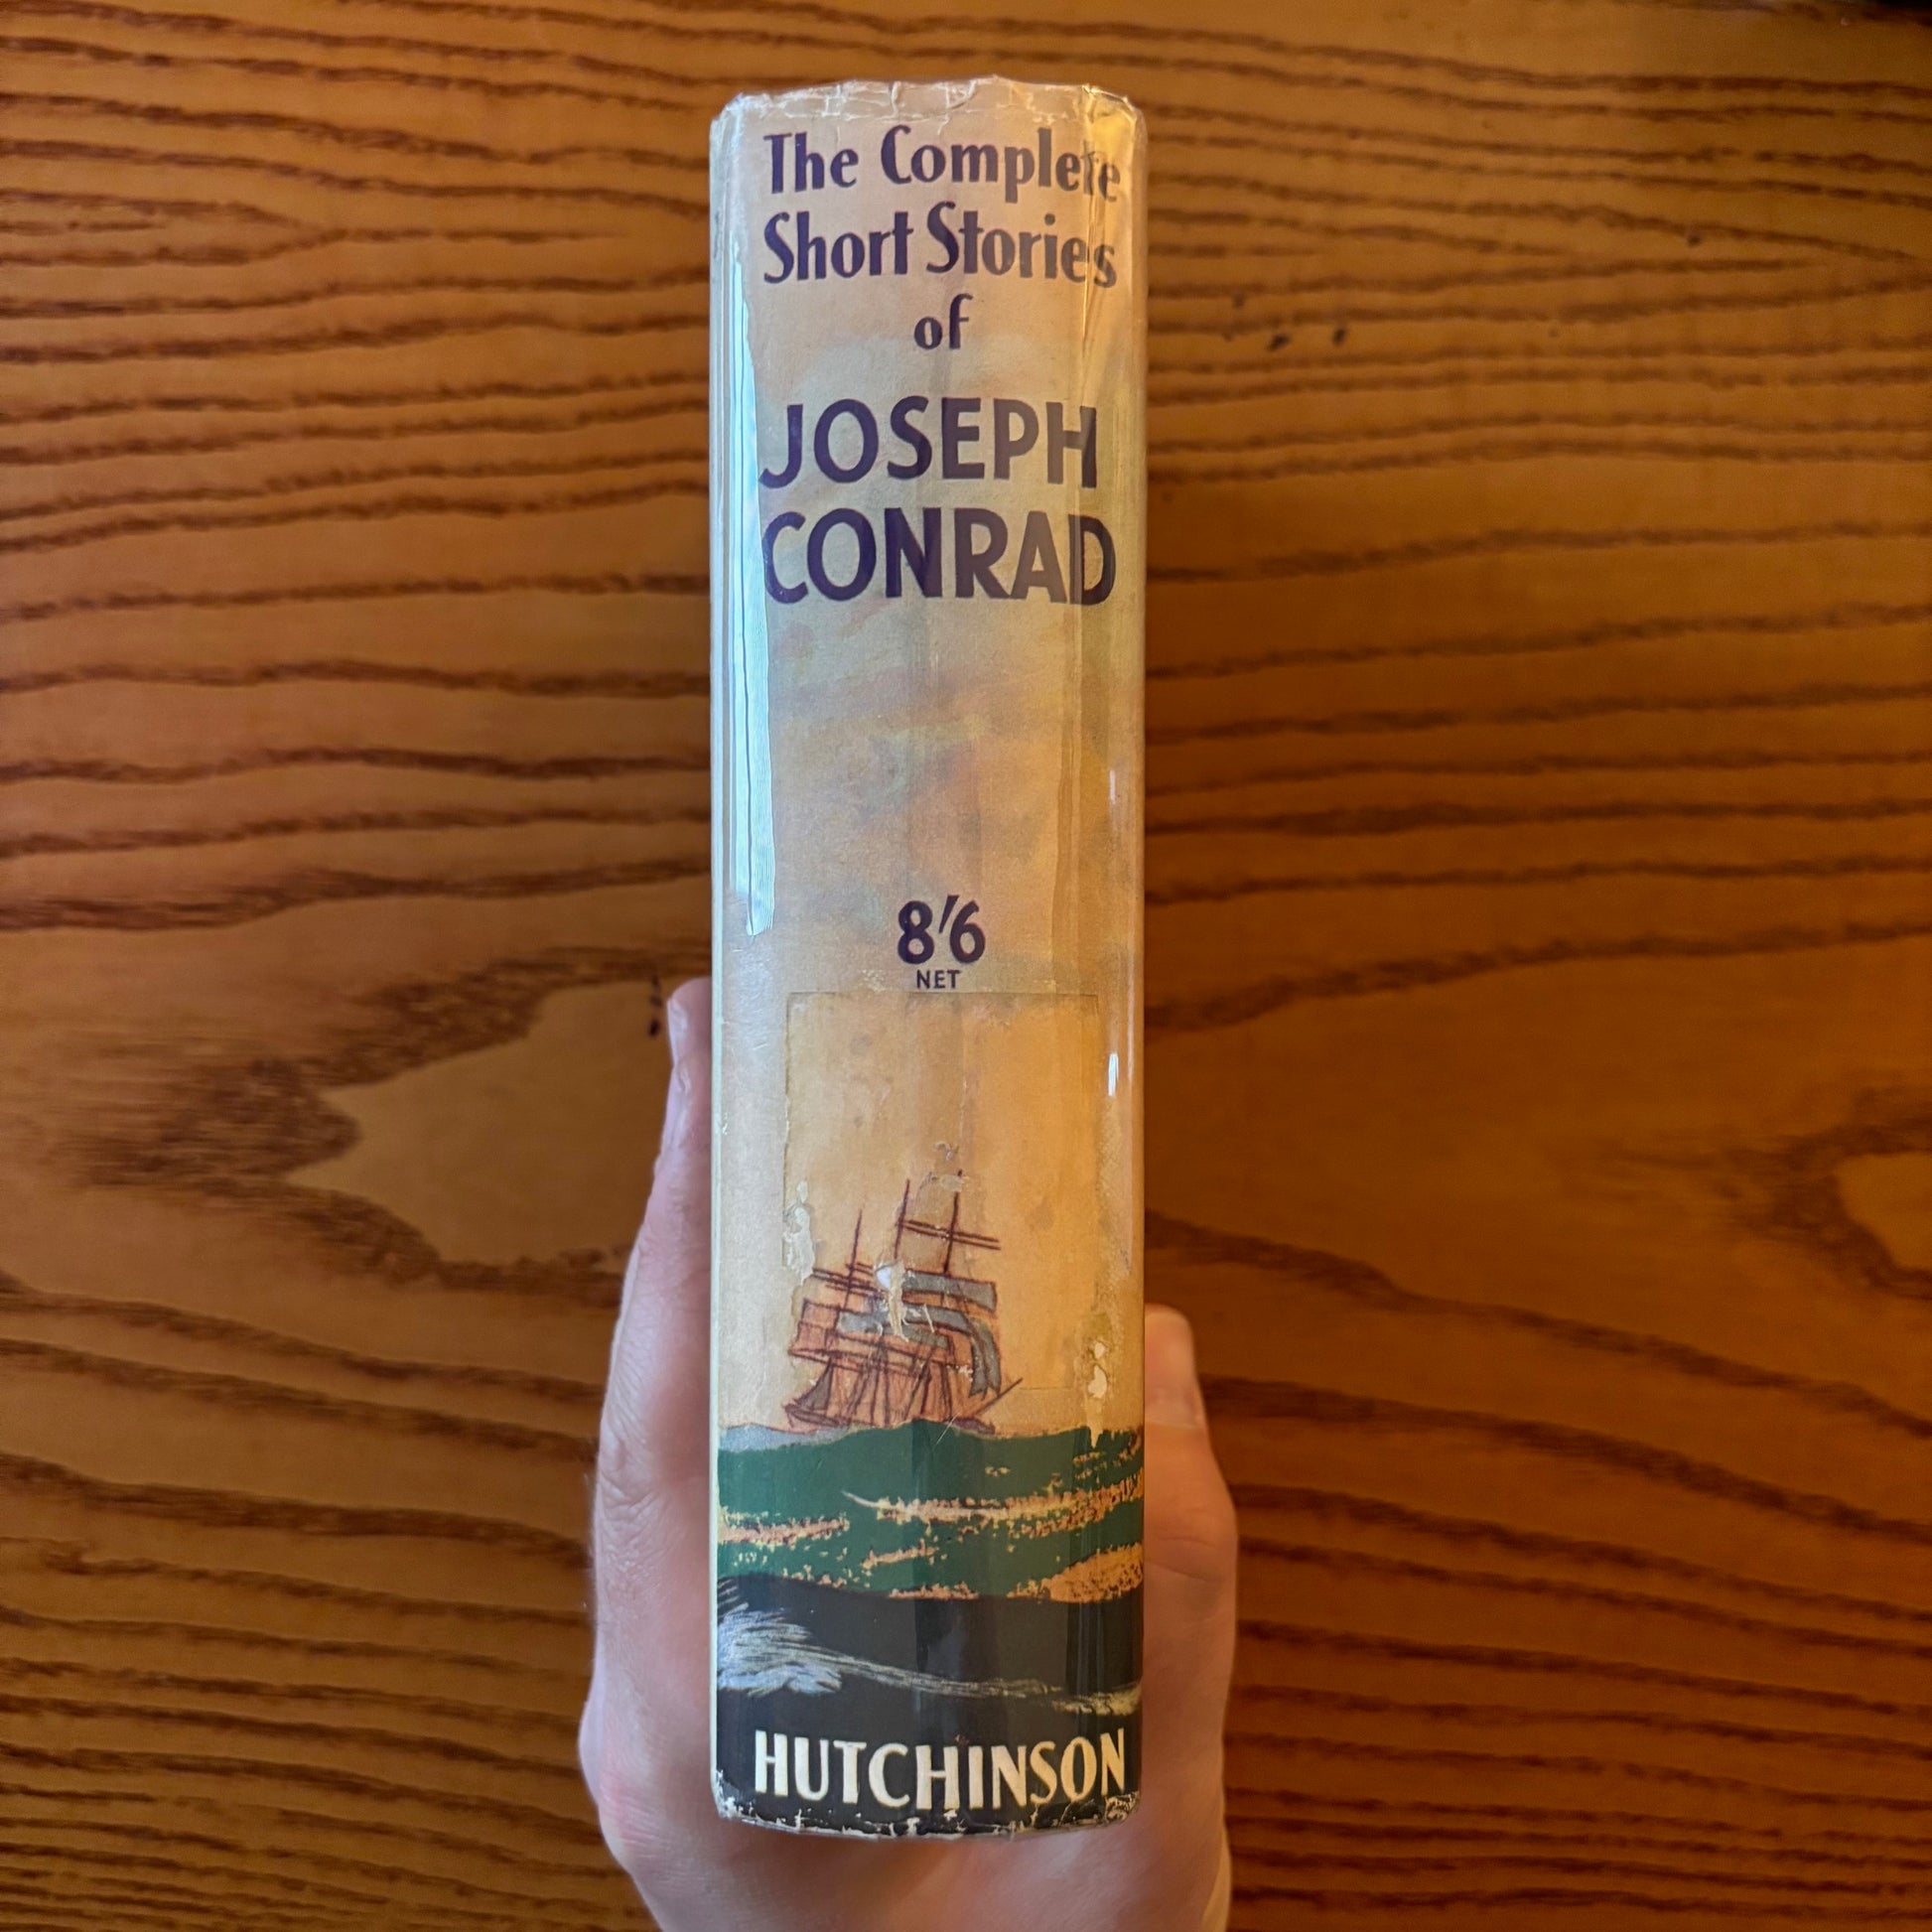 The Complete
Short Stories
of
JOSEPH
CONRAD
8'6
NET
HUTCHINSON